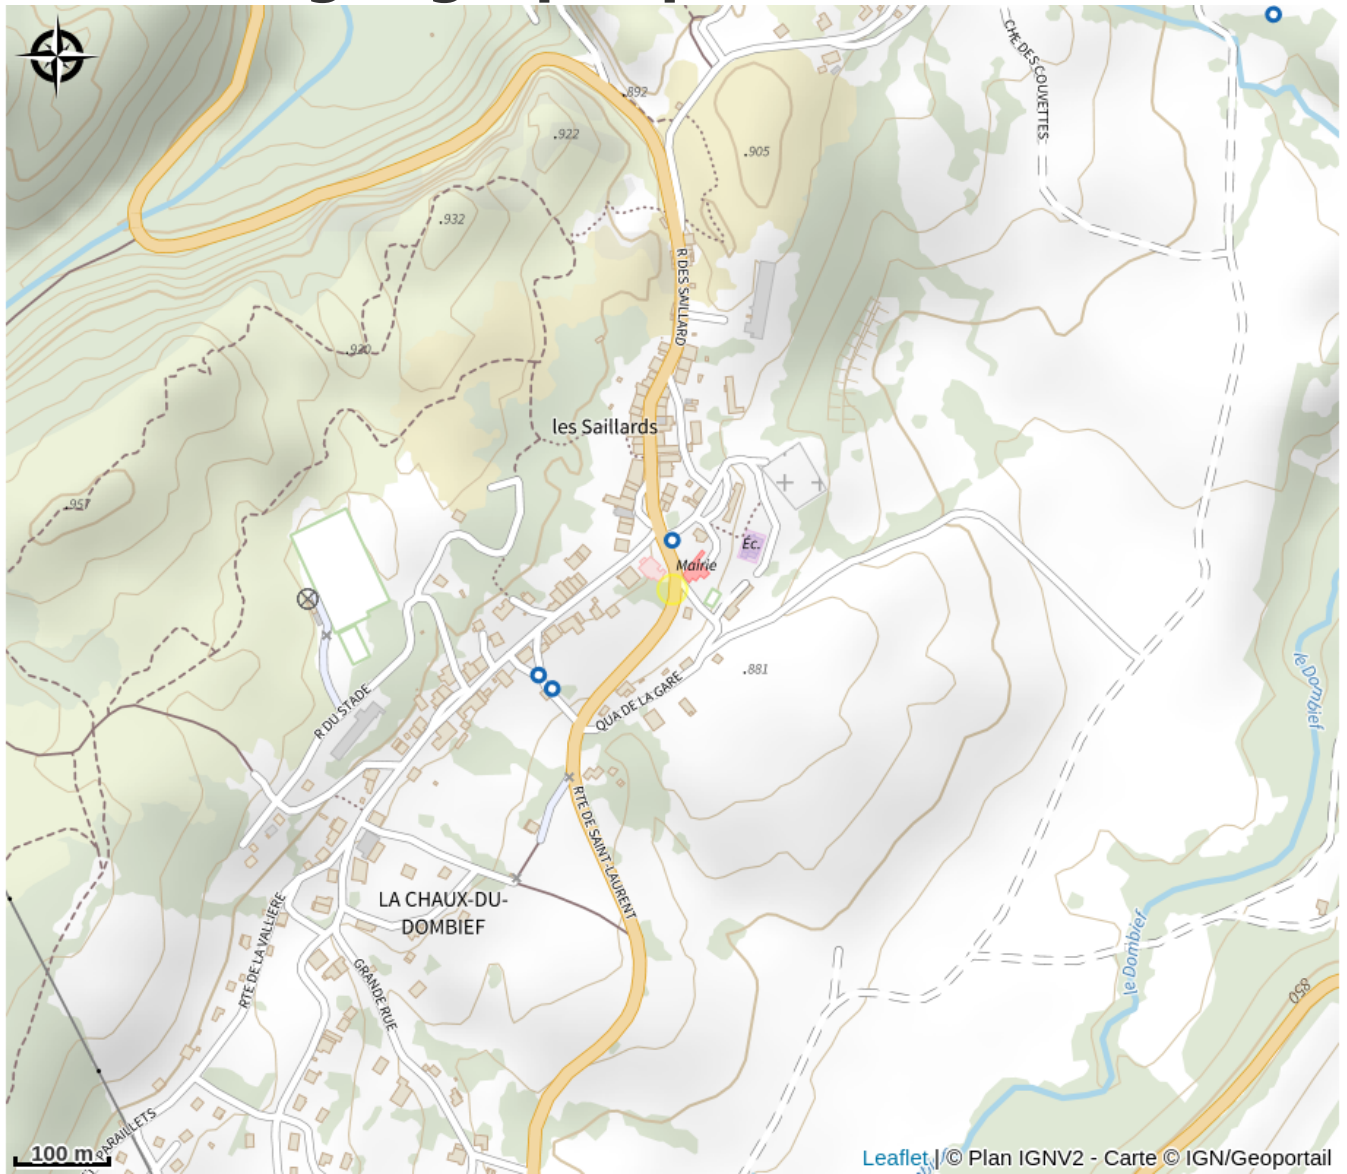 CHE DES COUVETTES
.892
.922
.905
.932
R DES SAILLARD
.930
les Saillards
.957
Éc.
Mairie
le Dombief
.881
QUA DE LA GARE
R DU STADE
RTE DE SAINT-LAURENT
LA CHAUX-DU-
DOMBIEF
RTE DE LA VALLIERE
le Dombief
GRANDE RUE
850
PARAILLETS
100 m
Leaflet | © Plan IGNV2 - Carte © IGN/Geoportail